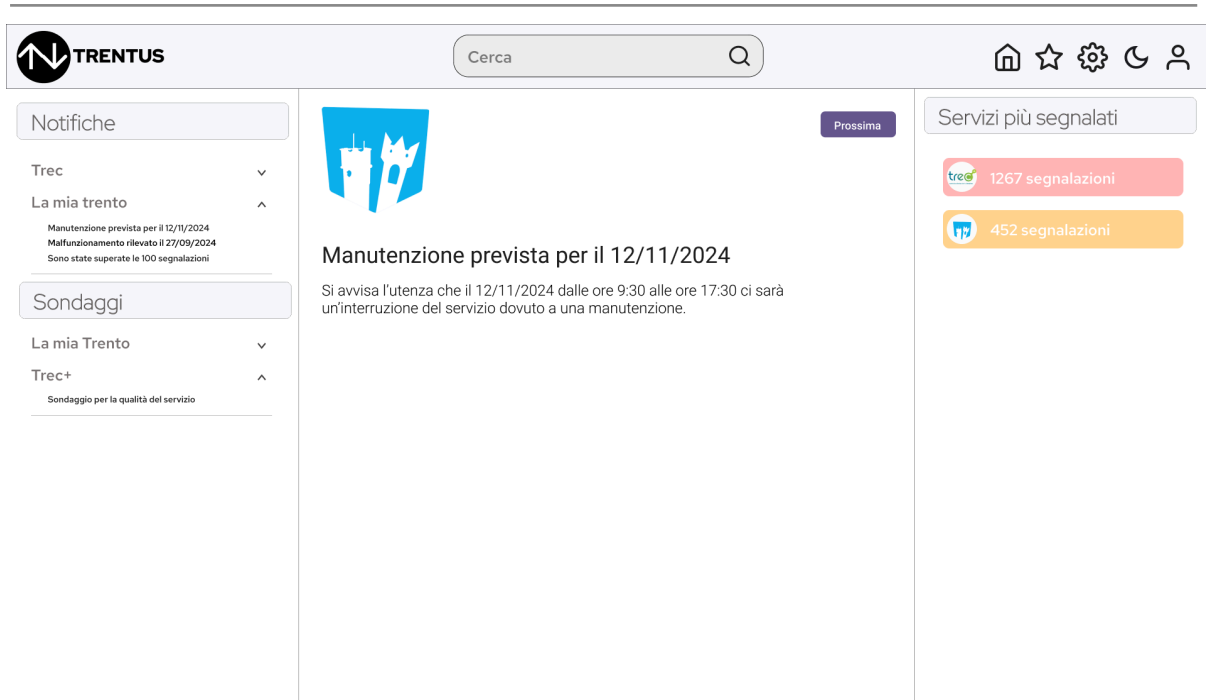 TRENTUS
Cerca
Notifiche
Trec
La mia trento
Manutenzione prevista per il 12/11/2024
Malfunzionamento rilevato il 27/09/2024
Sono state superate le 100 segnalazioni
Sondaggi
La mia Trento
Trec+
Sondaggio per la qualità del servizio
Prossima
Manutenzione prevista per il 12/11/2024
Si avvisa l'utenza che il 12/11/2024 dalle ore 9:30 alle ore 17:30 ci sarà
un'interruzione del servizio dovuto a una manutenzione.
Servizi più segnalati
trec
1267 segnalazioni
452 segnalazioni